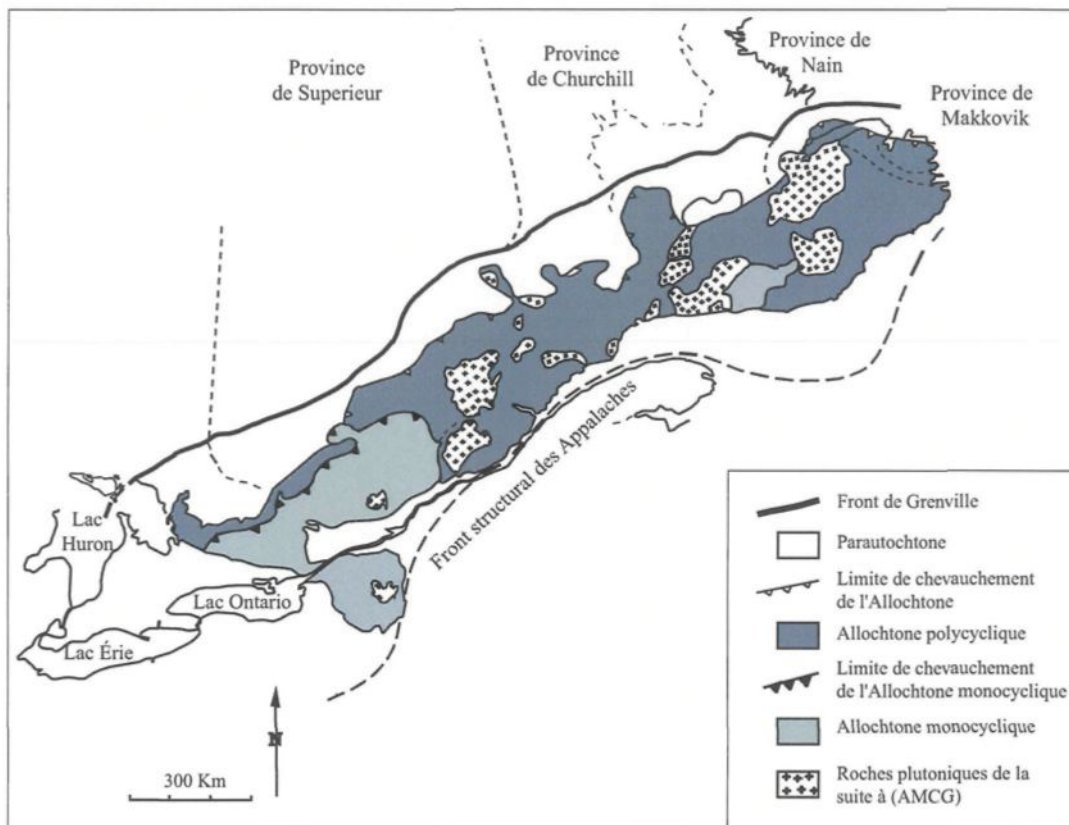 Province de
Nain
Province
de Churchill
Province
de Superieur
Province de
Makkovik
Front structural des Appalaches
Lac
Huron
Lac Ontario
Lac Érie
N
300 Km
Front de Grenville
Parautochtone
Limite de chevauchement
de l'Allochtone
Allochtone polycyclique
Limite de chevauchement
de l'Allochtone monocyclique
Allochtone monocyclique
Roches plutoniques de la
suite à (AMCG)